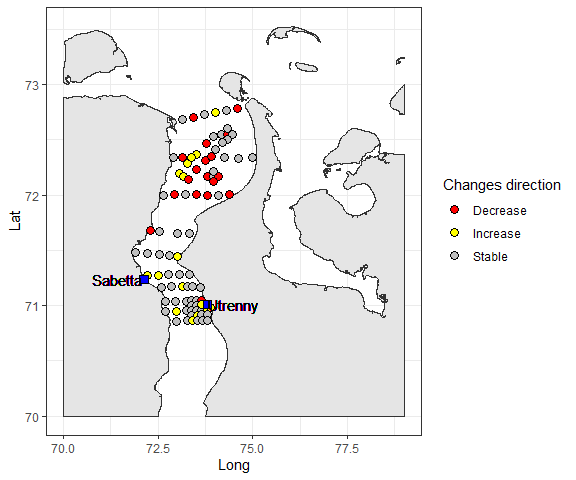 73
72
71
70
Lat
Sabetta
Utrenny
70.0
72.5
75.0
77.5
Long
Changes direction
Decrease
Increase
Stable